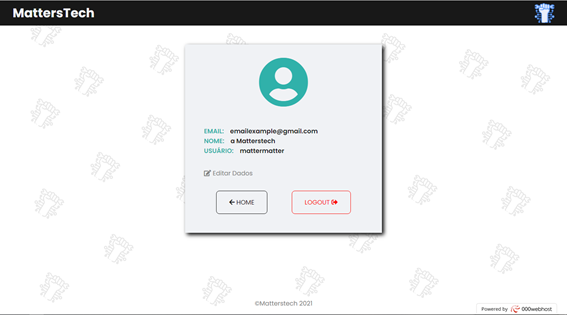 MattersTech
EMAIL: emailexample@gmail.com
NOME: a Matterstech
USUÁRIO: mattermatter
Editar Dados
HOME
LOGOUT
©Matterstech 2021
Powered by 000webhost